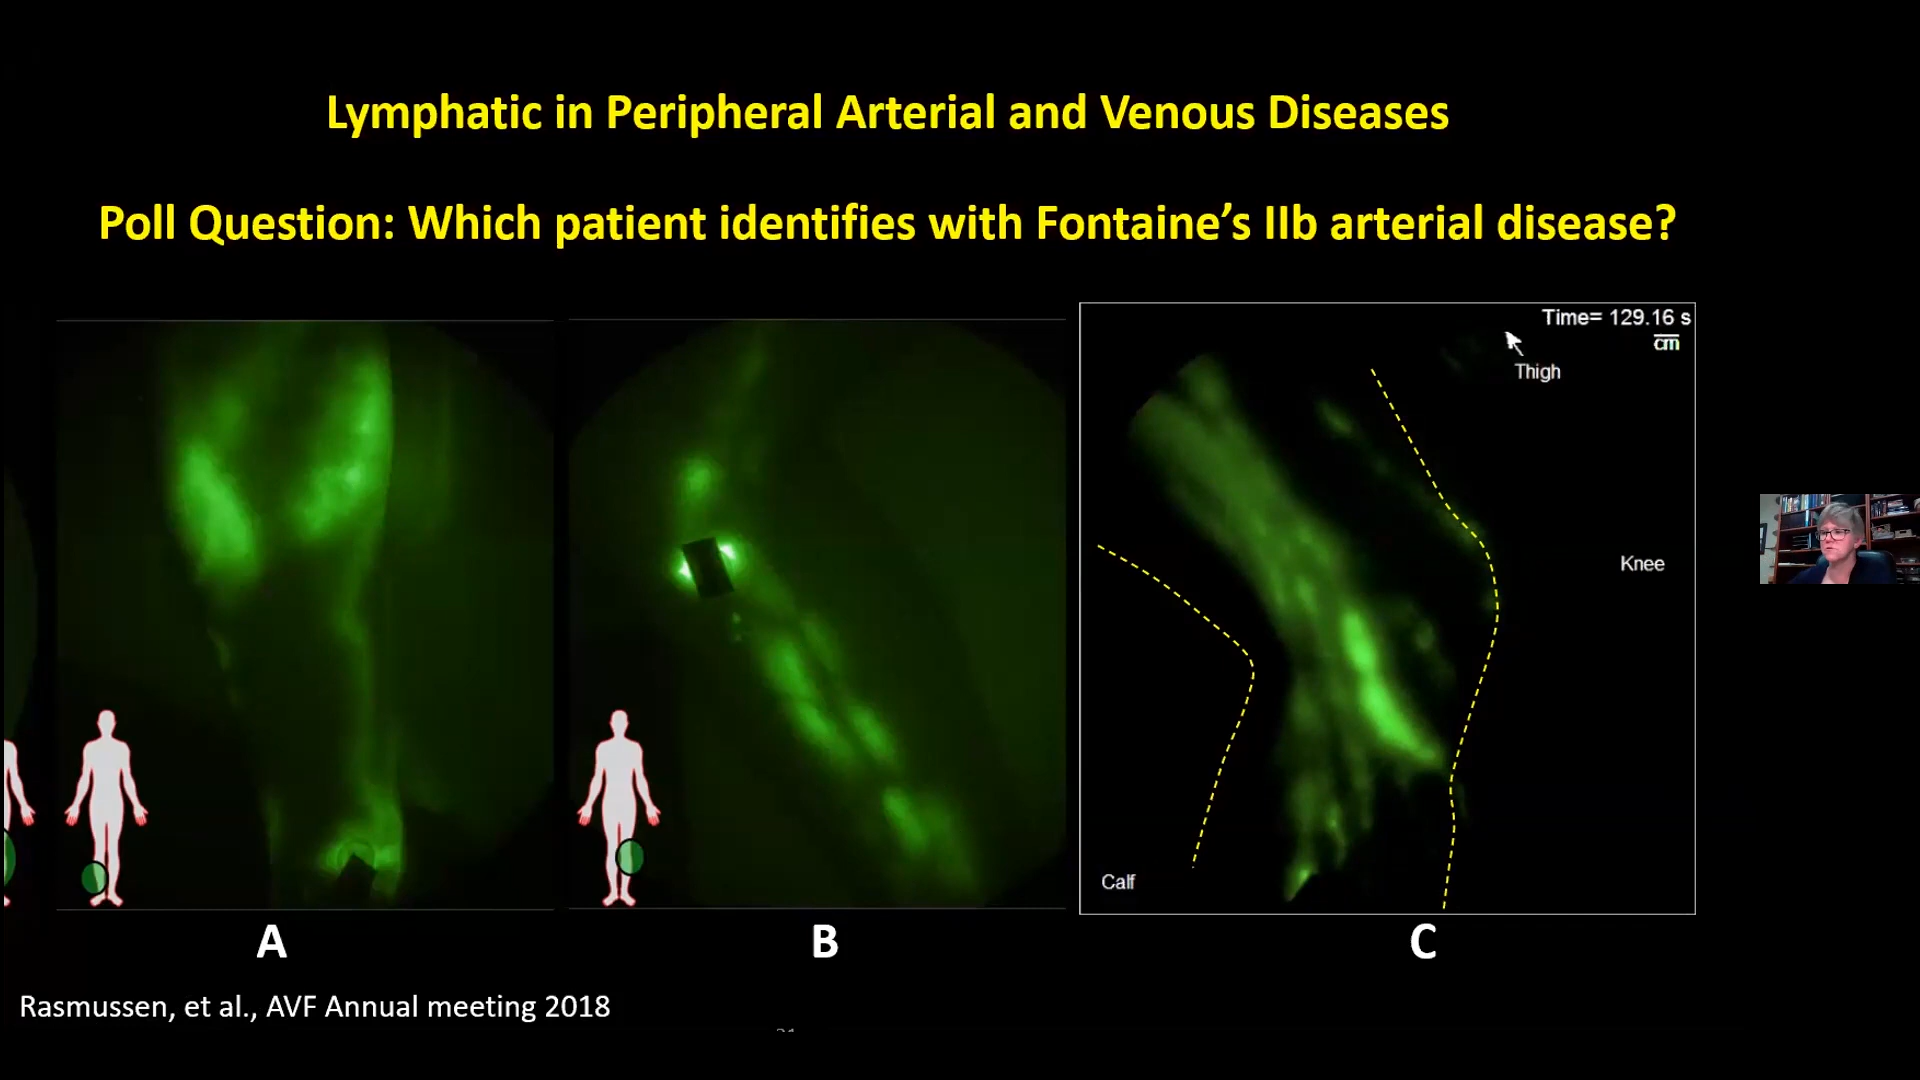 Lymphatic in Peripheral Arterial and Venous Diseases
Poll Question: Which patient identifies with Fontaine’s IIb arterial disease?
Time= 129.16 s
cm
Thigh
Knee
Calf
A
B
C
Rasmussen, et al., AVF Annual meeting 2018